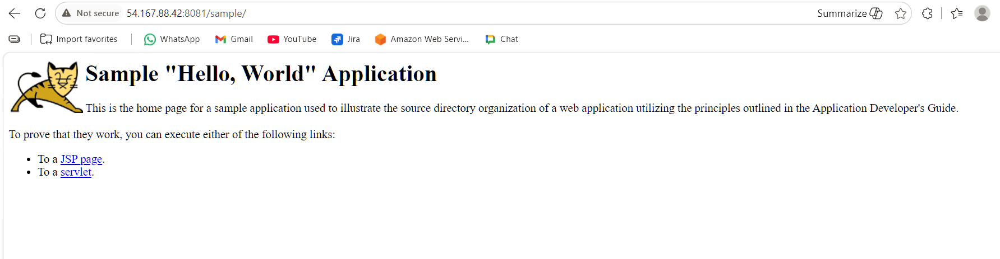 Not secure 54.167.88.42:8081/sample/ Summarize
Import favorites WhatsApp Gmail YouTube Jira Amazon Web Servi... Chat
Sample "Hello, World" Application
This is the home page for a sample application used to illustrate the source directory organization of a web application utilizing the principles outlined in the Application Developer's Guide.
To prove that they work, you can execute either of the following links:
• To a JSP page.
• To a servlet.